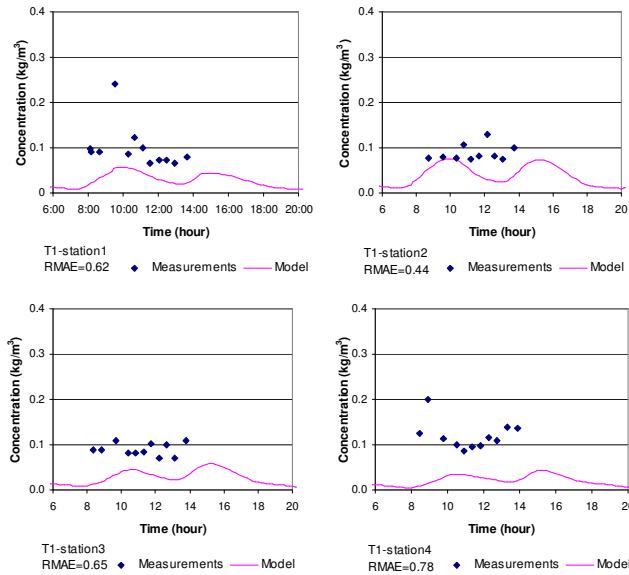 Concentration (kg/m³)
0.4
0.3
0.2
0.1
0
6:00 8:00 10:00 12:00 14:00 16:00 18:00 20:00
Time (hour)
T1-station1
RMAE=0.62 Measurements Model
Concentration (kg/m³)
0.4
0.3
0.2
0.1
0
6 8 10 12 14 16 18 20
Time (hour)
T1-station2
RMAE=0.44 Measurements Model
Concentration (kg/m³)
0.4
0.3
0.2
0.1
0.0
6 8 10 12 14 16 18 20
Time (hour)
T1-station3
RMAE=0.65 Measurements Model
Concentration (kg/m³)
0.4
0.3
0.2
0.1
0.0
6 8 10 12 14 16 18 20
Time (hour)
T1-station4
RMAE=0.78 Measurements Model